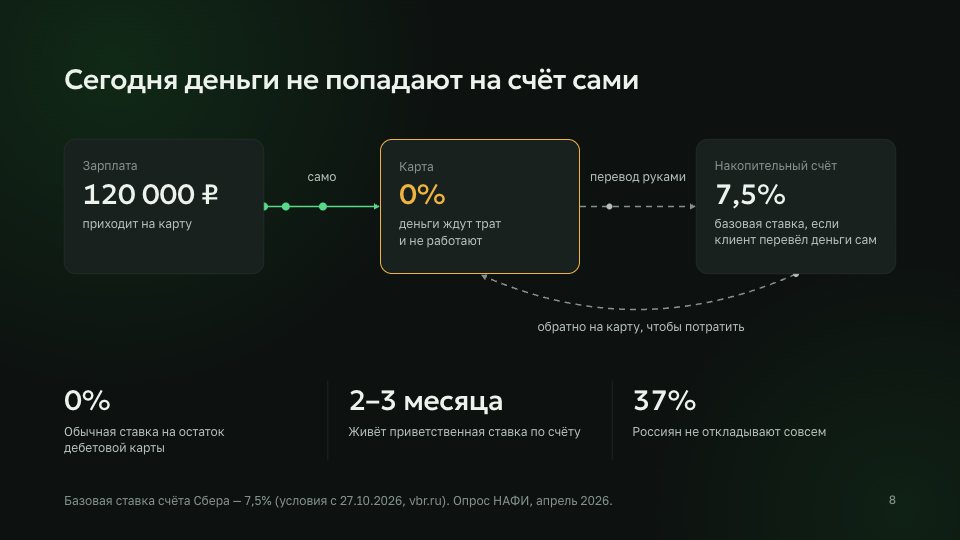 Сегодня деньги не попадают на счёт сами
Зарплата
120 000 ₽
приходит на карту
само
Карта
0%
деньги ждут трат
и не работают
перевод руками
Накопительный счёт
7,5%
базовая ставка, если
клиент перевёл деньги сам
обратно на карту, чтобы потратить
0%
Обычная ставка на остаток
дебетовой карты
2–3 месяца
Живёт приветственная ставка по счёту
37%
Россиян не откладывают совсем
Базовая ставка счёта Сбера — 7,5% (условия с 27.10.2026, vbr.ru). Опрос НАФИ, апрель 2026.
8